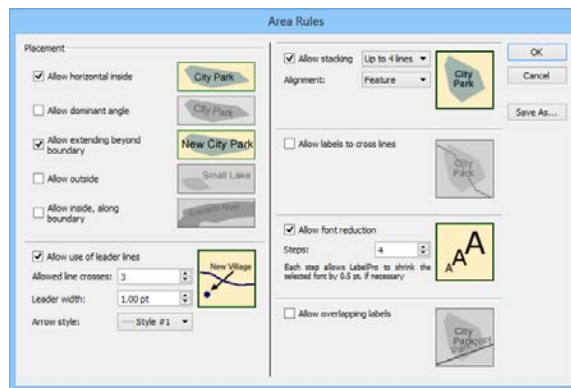 Area Rules
Placement
Allow horizontal inside
City Park
Allow dominant angle
City Park
Allow extending beyond boundary
New City Park
Allow outside
Small Lake
Allow inside, along boundary
Allow use of leader lines
Allowed line crosses: 3
Leader width: 1.00 pt
Arrow style: Style #1
New Village
Allow stacking Up to 4 lines
Alignment: Feature
City
Park
Allow labels to cross lines
City
Park
Allow font reduction
Steps: 4
Each step allows LabelPro to shrink the
selected font by 0.5 pt. if necessary
AAA
Allow overlapping labels
City
Park
Park
OK
Cancel
Save As...